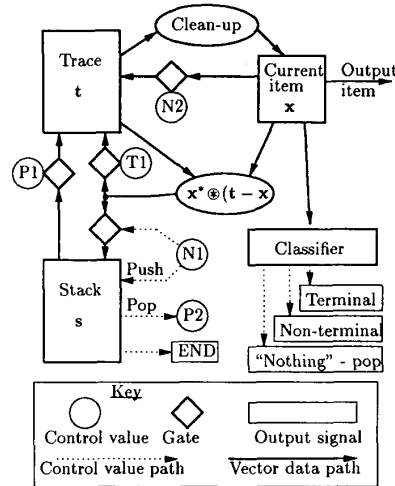 Clean-up
Trace
t
N2
Current
item
x
Output
item
P1
T1
x* ⊛ (t − x
N1
Push
Stack
s
Pop
P2
END
Classifier
Terminal
Non-terminal
"Nothing" - pop
Key
Control value
Gate
Output signal
Control value path
Vector data path